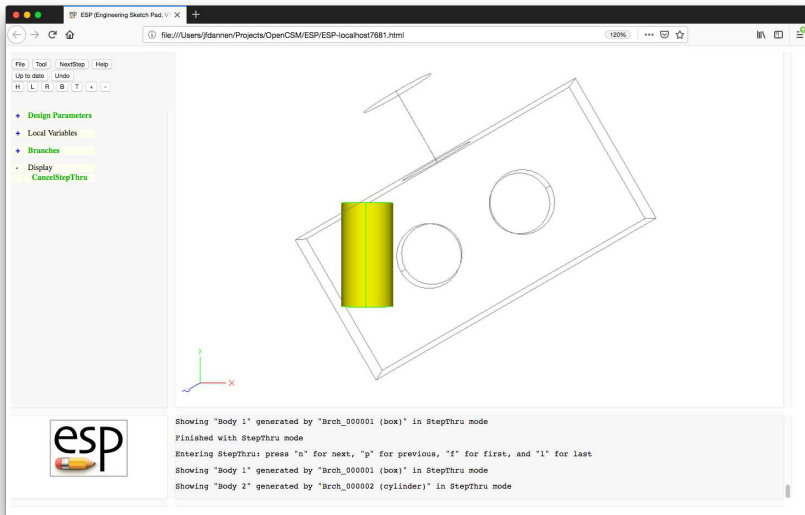 ESP (Engineering Sketch Pad, V
file:///Users/jfdannen/Projects/OpenCSM/ESP/ESP-localhost7681.html
120%
File Tool NextStep Help
Up to date Undo
H L R B T + -
+ Design Parameters
+ Local Variables
+ Branches
- Display
CancelStepThru
y
X
esp
Showing "Body 1" generated by "Brch_000001 (box)" in StepThru mode
Finished with StepThru mode
Entering StepThru: press "n" for next, "p" for previous, "f" for first, and "l" for last
Showing "Body 1" generated by "Brch_000001 (box)" in StepThru mode
Showing "Body 2" generated by "Brch_000002 (cylinder)" in StepThru mode